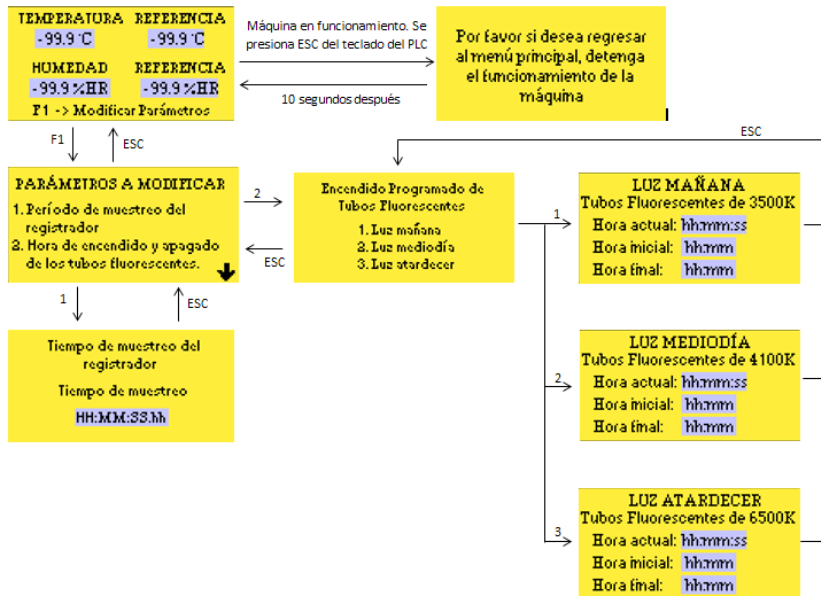 TEMPERATURA REFERENCIA
-99.9 °C -99.9 °C
HUMEDAD REFERENCIA
-99.9 %HR -99.9 %HR
F1 -> Modificar Parámetros
Máquina en funcionamiento. Se
presiona ESC del teclado del PLC
10 segundos después
Por favor si desea regresar
al menú principal, detenga
el funcionamiento de la
máquina
F1
ESC
ESC
PARÁMETROS A MODIFICAR
1. Período de muestreo del
registrador
2. Hora de encendido y apagado
de los tubos fluorescentes.
2
ESC
Encendido Programado de
Tubos Fluorescentes
1. Luz mañana
2. Luz mediodía
3. Luz atardecer
1
LUZ MAÑANA
Tubos Fluorescentes de 3500K
Hora actual: hh:mm:ss
Hora inicial: hh:mm
Hora final: hh:mm
1
ESC
Tiempo de muestreo del
registrador
Tiempo de muestreo
HH:MM:SS.hh
2
LUZ MEDIODÍA
Tubos Fluorescentes de 4100K
Hora actual: hh:mm:ss
Hora inicial: hh:mm
Hora final: hh:mm
3
LUZ ATARDECER
Tubos Fluorescentes de 6500K
Hora actual: hh:mm:ss
Hora inicial: hh:mm
Hora final: hh:mm